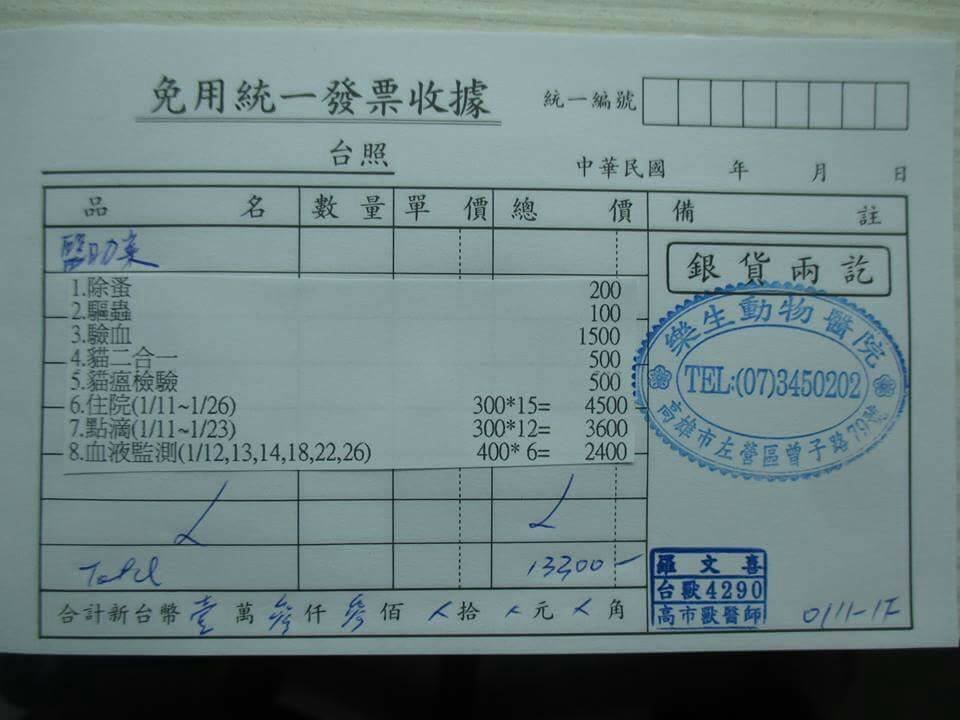 免用統一發票收據
統一編號
台照
中華民國 年 月 日
品 名 數 量 單 價 總 價 備 註
銀貨兩訖
1.除蚤 200
2.驅蟲 100
3.驗血 1500
4.貓二合一 500
5.貓瘟檢驗 500
6.住院(1/11~1/26) 300*15= 4500
7.點滴(1/11~1/23) 300*12= 3600
8.血液監測(1/12,13,14,18,22,26) 400* 6= 2400
樂生動物醫院
TEL:(07)3450202
高雄市左營區曾子路79號
Total 13300
羅文喜
台獸4290
高市獸醫師
合計新台幣壹萬參仟參佰 拾 元 角